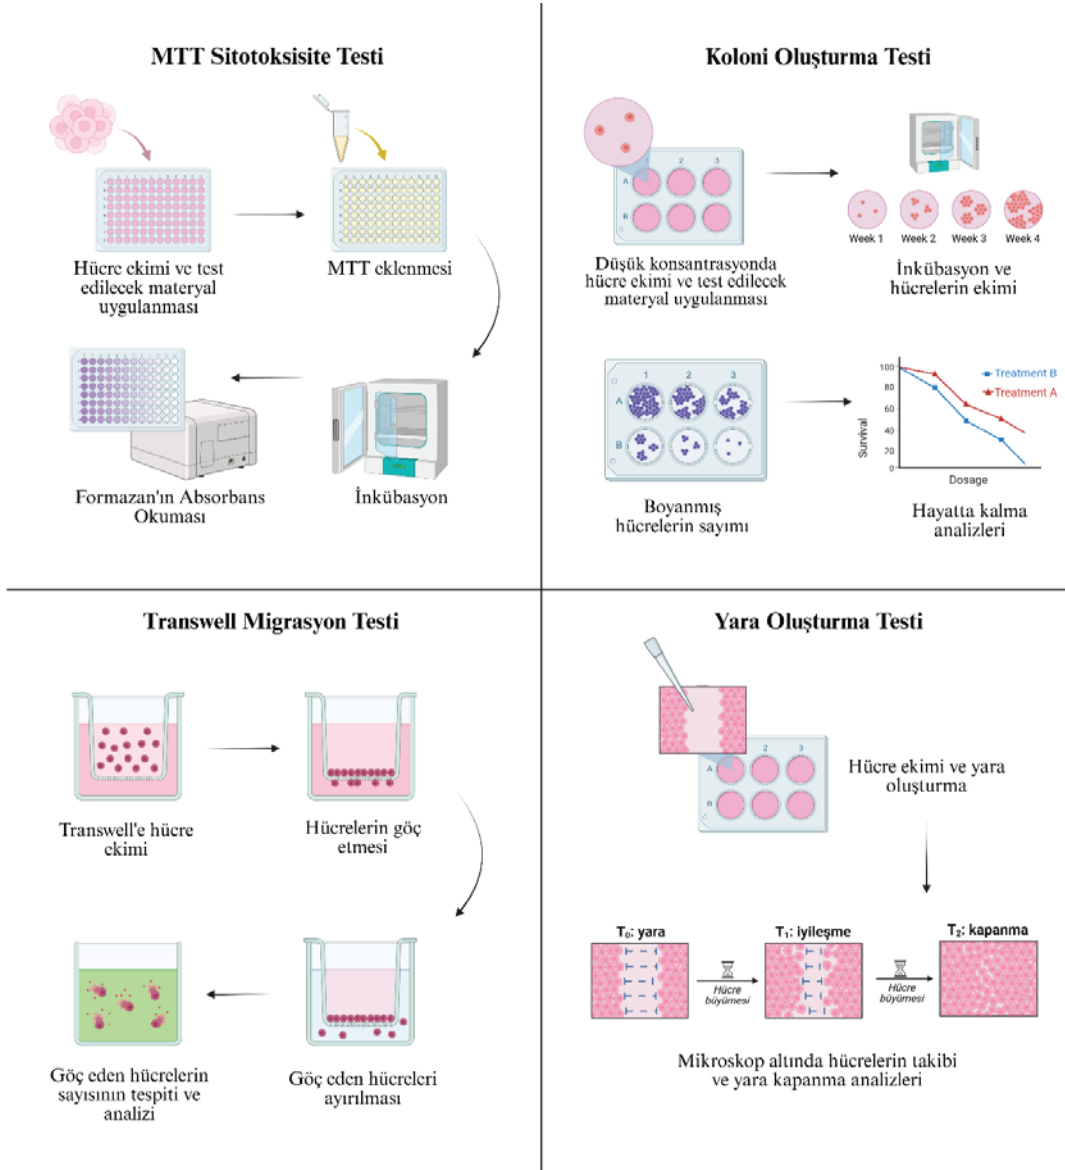 MTT Sitotoksisite Testi
Hücre ekimi ve test
edilecek materyal
uygulanması
MTT eklenmesi
Formazan'ın Absorbans
Okuması
İnkübasyon
Koloni Oluşturma Testi
2 3
A
B
Düşük konsantrasyonda
hücre ekimi ve test edilecek
materyal uygulanması
Week 1 Week 2 Week 3 Week 4
İnkübasyon ve
hücrelerin ekimi
1 2 3
A
B
Boyanmış
hücrelerin sayımı
100
80
60
40
20
0
Survival
Dosage
Treatment B
Treatment A
Hayatta kalma
analizleri
Transwell Migrasyon Testi
Transwell'e hücre
ekimi
Hücrelerin göç
etmesi
Göç eden hücrelerin
sayısının tespiti ve
analizi
Göç eden hücreleri
ayırılması
Yara Oluşturma Testi
2 3
A
B
Hücre ekimi ve yara
oluşturma
T₀: yara
Hücre
büyümesi
T₁: iyileşme
Hücre
büyümesi
T₂: kapanma
Mikroskop altında hücrelerin takibi
ve yara kapanma analizleri